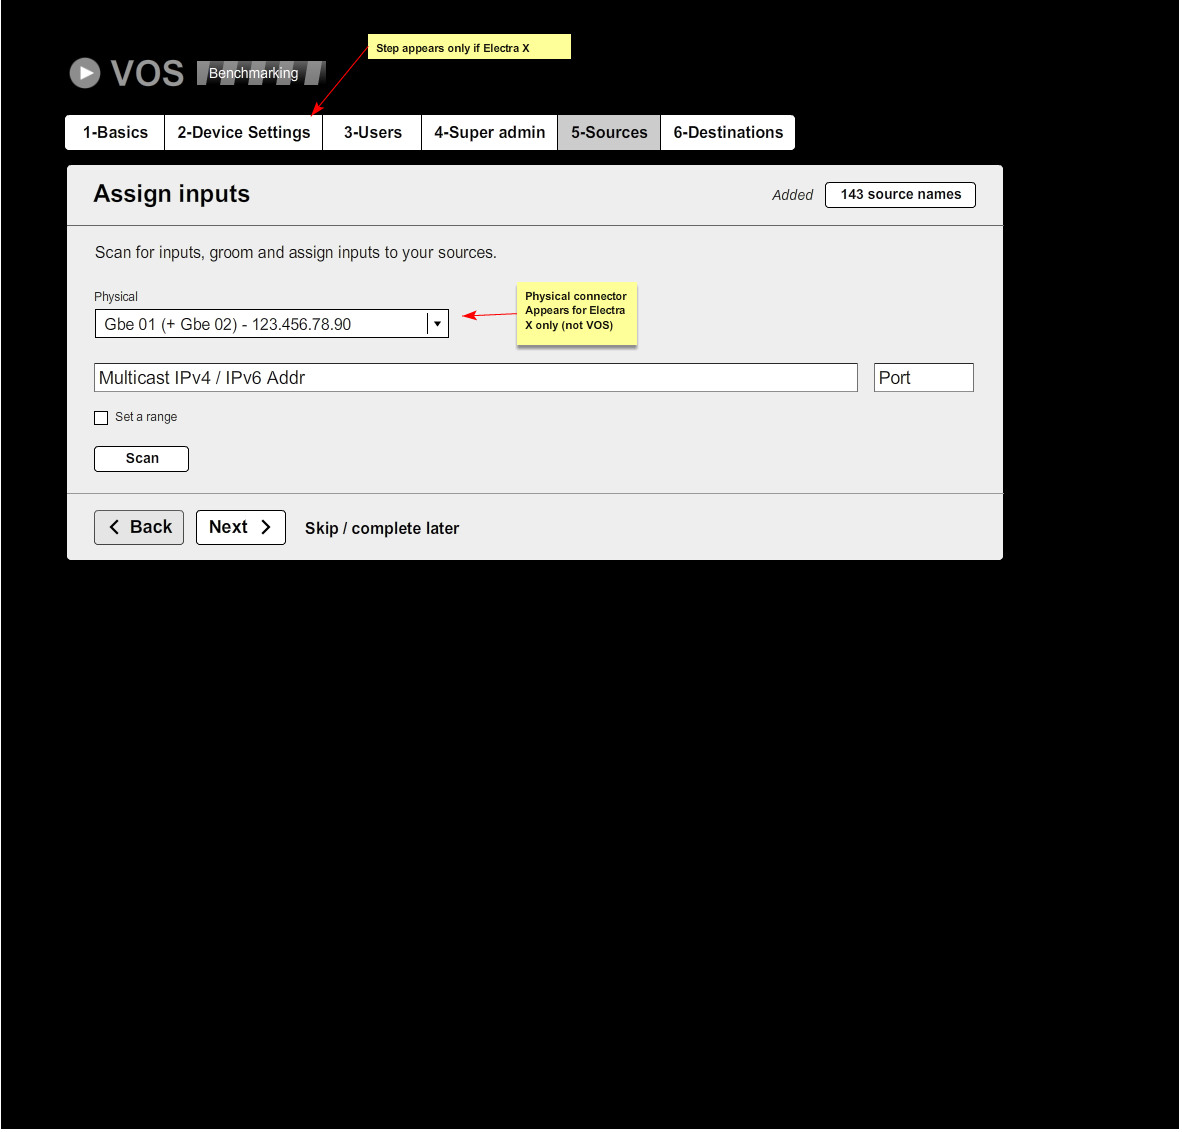 Step appears only if Electra X
VOS Benchmarking
1-Basics 2-Device Settings 3-Users 4-Super admin 5-Sources 6-Destinations
Assign inputs Added 143 source names
Scan for inputs, groom and assign inputs to your sources.
Physical
Gbe 01 (+ Gbe 02) - 123.456.78.90
Physical connector
Appears for Electra
X only (not VOS)
Multicast IPv4 / IPv6 Addr Port
Set a range
Scan
Back Next Skip / complete later